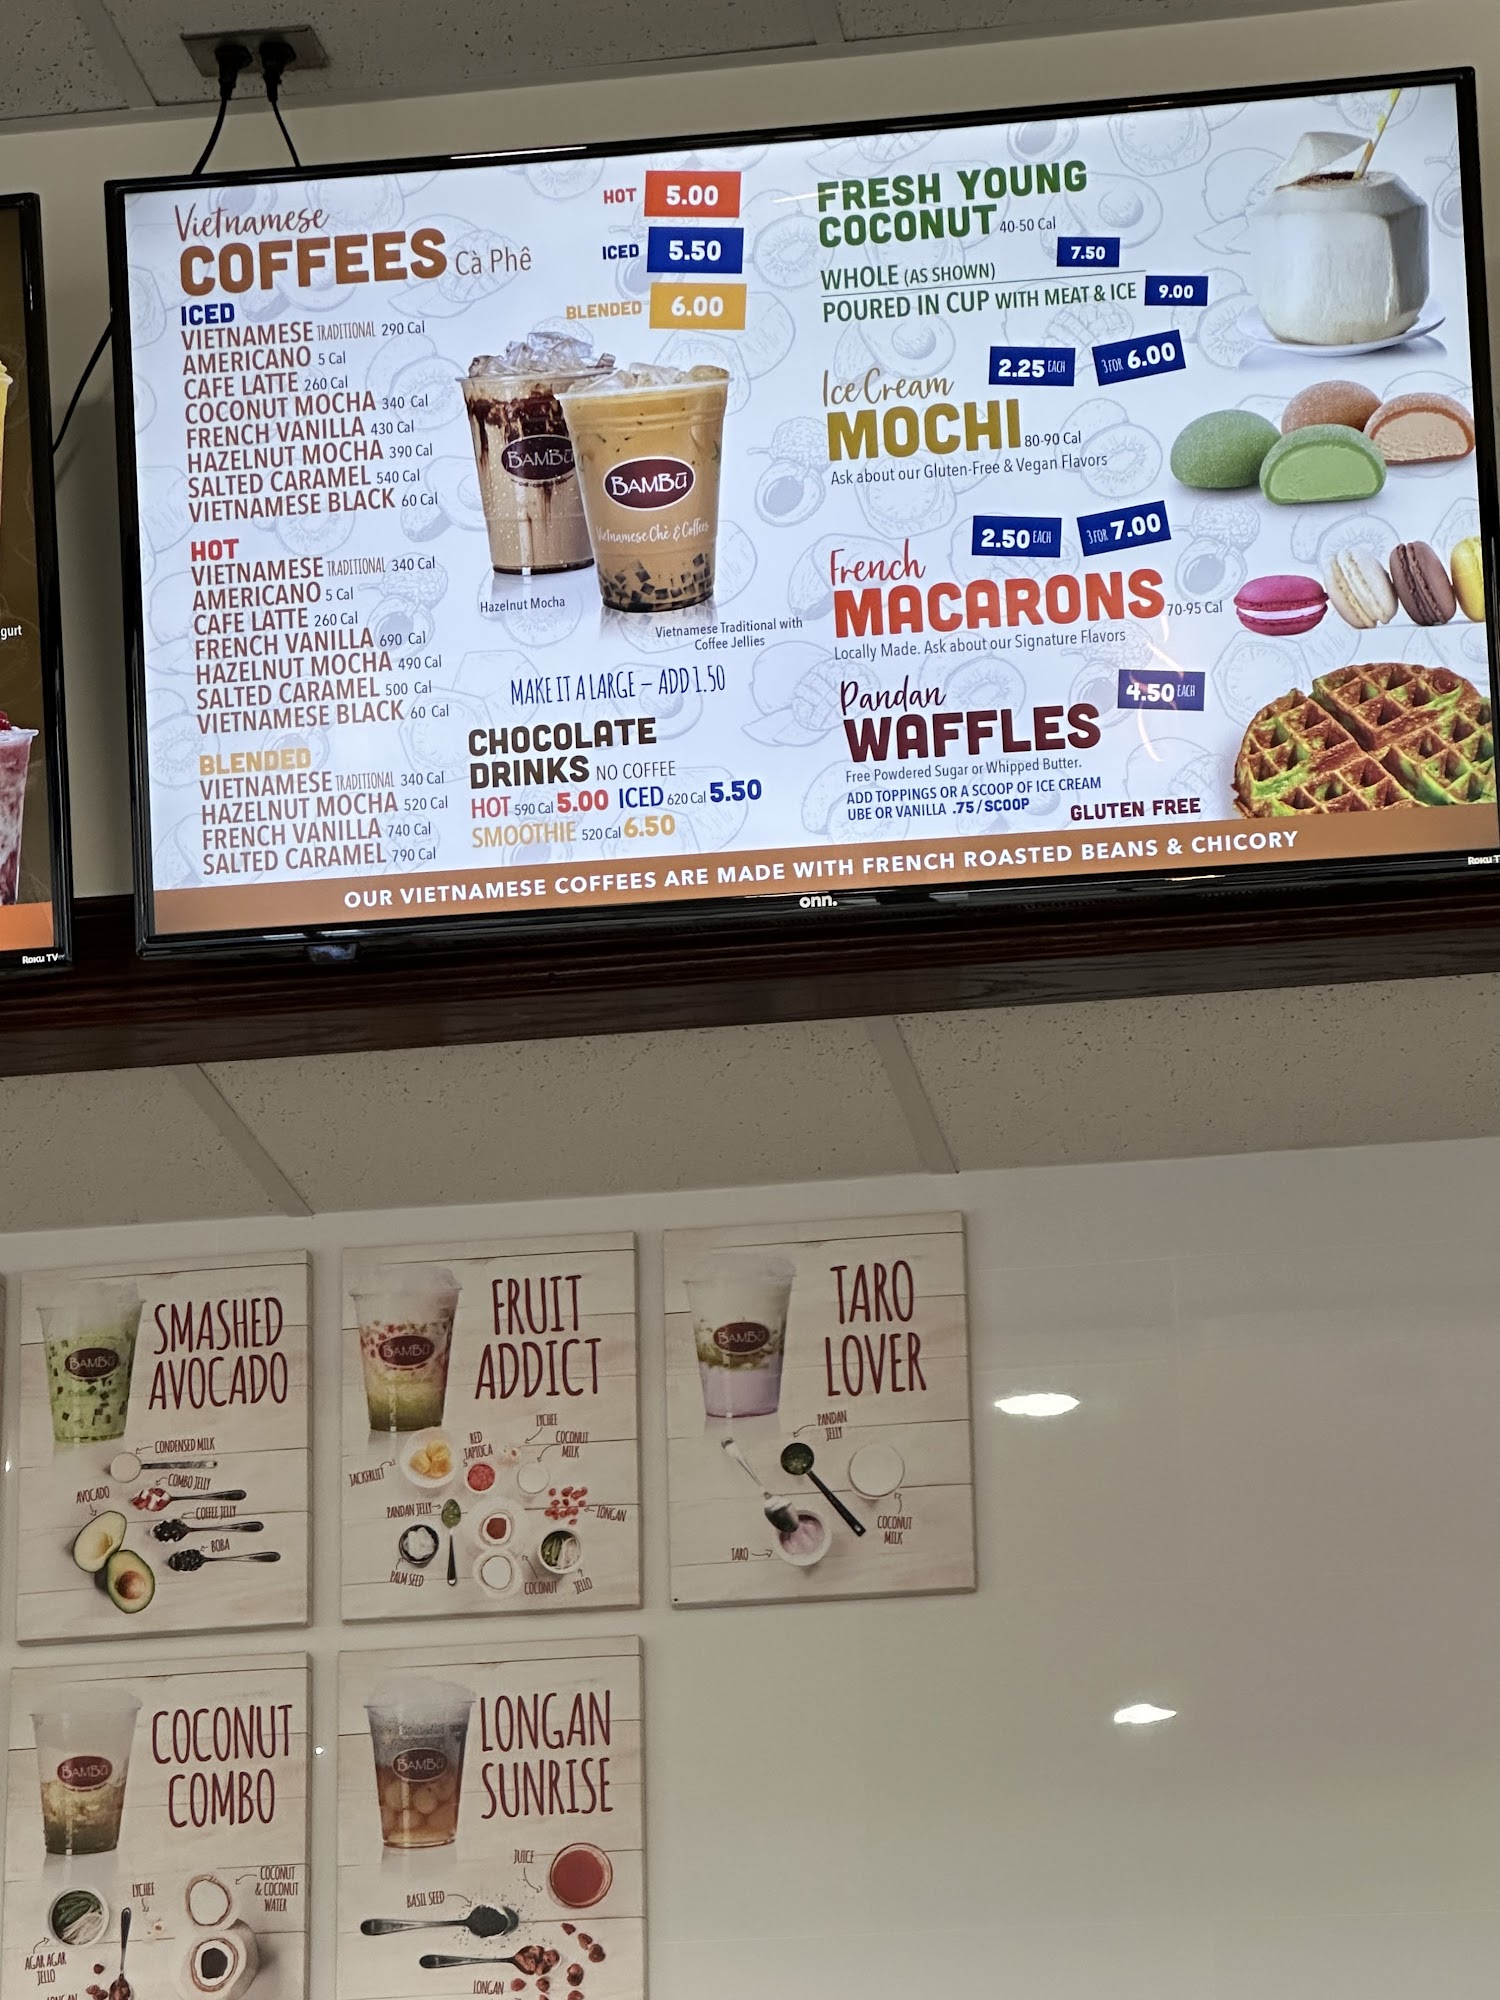 Vietnamese
COFFEES Cà Phê
HOT 5.00
ICED 5.50
BLENDED 6.00
ICED
VIETNAMESE TRADITIONAL 290 Cal
AMERICANO 5 Cal
CAFE LATTE 260 Cal
COCONUT MOCHA 340 Cal
FRENCH VANILLA 430 Cal
HAZELNUT MOCHA 390 Cal
SALTED CARAMEL 540 Cal
VIETNAMESE BLACK 60 Cal
HOT
VIETNAMESE TRADITIONAL 340 Cal
AMERICANO 5 Cal
CAFE LATTE 260 Cal
FRENCH VANILLA 690 Cal
HAZELNUT MOCHA 490 Cal
SALTED CARAMEL 500 Cal
VIETNAMESE BLACK 60 Cal
BLENDED
VIETNAMESE TRADITIONAL 340 Cal
HAZELNUT MOCHA 520 Cal
FRENCH VANILLA 740 Cal
SALTED CARAMEL 790 Cal
BAMBŪ
BAMBŪ
Vietnamese Chè & Coffees
Hazelnut Mocha
Vietnamese Traditional with
Coffee Jellies
MAKE IT A LARGE – ADD 1.50
CHOCOLATE
DRINKS NO COFFEE
HOT 590 Cal 5.00 ICED 620 Cal 5.50
SMOOTHIE 520 Cal 6.50
FRESH YOUNG
COCONUT 40-50 Cal
WHOLE (AS SHOWN) 7.50
POURED IN CUP WITH MEAT & ICE 9.00
2.25 EACH 3 FOR 6.00
Ice Cream
MOCHI 80-90 Cal
Ask about our Gluten-Free & Vegan Flavors
2.50 EACH 3 FOR 7.00
French
MACARONS 70-95 Cal
Locally Made. Ask about our Signature Flavors
Pandan 4.50 EACH
WAFFLES
Free Powdered Sugar or Whipped Butter.
ADD TOPPINGS OR A SCOOP OF ICE CREAM
UBE OR VANILLA .75/SCOOP
GLUTEN FREE
OUR VIETNAMESE COFFEES ARE MADE WITH FRENCH ROASTED BEANS & CHICORY
onn.
ROKU T
gurt
ROKU TV
SMASHED
AVOCADO
BAMBŪ
CONDENSED MILK
COMBO JELLY
AVOCADO
COFFEE JELLY
BOBA
FRUIT
ADDICT
BAMBŪ
LYCHEE
RED
TAPIOCA
COCONUT
MILK
JACKFRUIT
PANDAN JELLY
LONGAN
PALM SEED
COCONUT
JELLO
TARO
LOVER
BAMBŪ
PANDAN
JELLY
COCONUT
MILK
TARO
COCONUT
COMBO
BAMBŪ
LYCHEE
COCONUT
& COCONUT
WATER
AGAR AGAR
JELLO
LONGAN
LONGAN
SUNRISE
BAMBŪ
JUICE
BASIL SEED
LONGAN